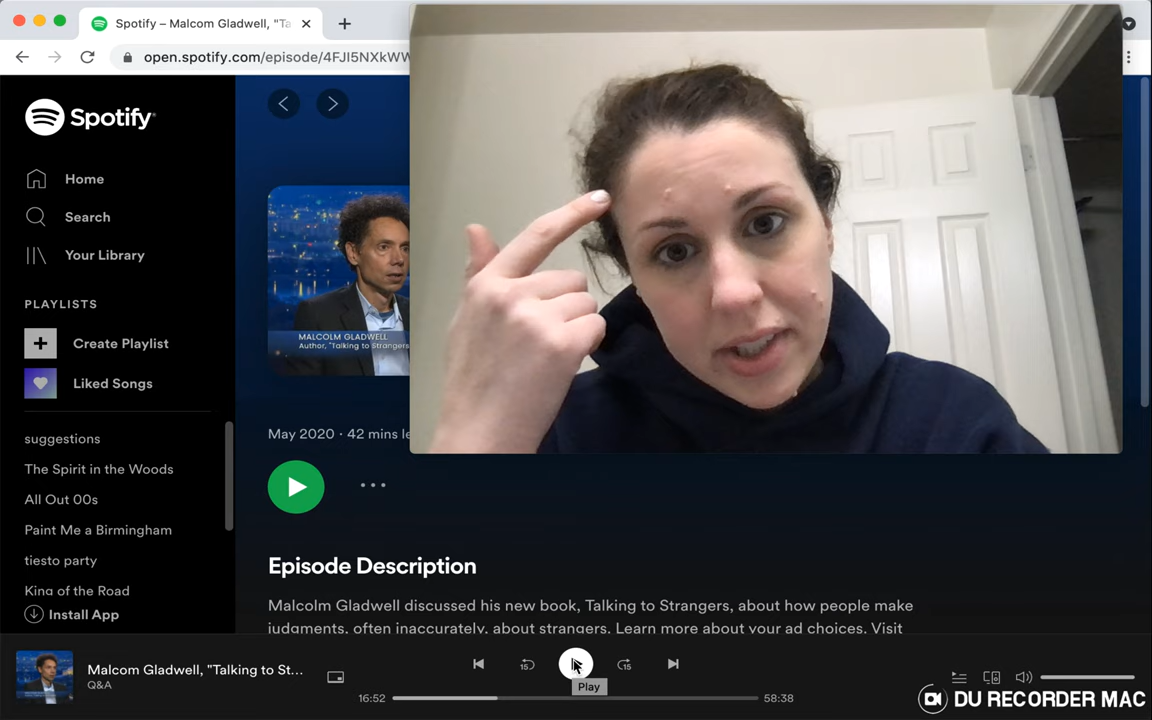 Spotify – Malcom Gladwell, "Ta
open.spotify.com/episode/4FJI5NXkWW
Spotify
Home
Search
Your Library
PLAYLISTS
Create Playlist
Liked Songs
suggestions
The Spirit in the Woods
All Out 00s
Paint Me a Birmingham
tiesto party
King of the Road
Install App
MALCOLM GLADWELL
Author, "Talking to Strangers
May 2020 · 42 mins le
Episode Description
Malcolm Gladwell discussed his new book, Talking to Strangers, about how people make
judgments, often inaccurately, about strangers. Learn more about your ad choices. Visit
Malcom Gladwell, "Talking to St...
Q&A
15
15
Play
16:52
58:38
DU RECORDER MAC